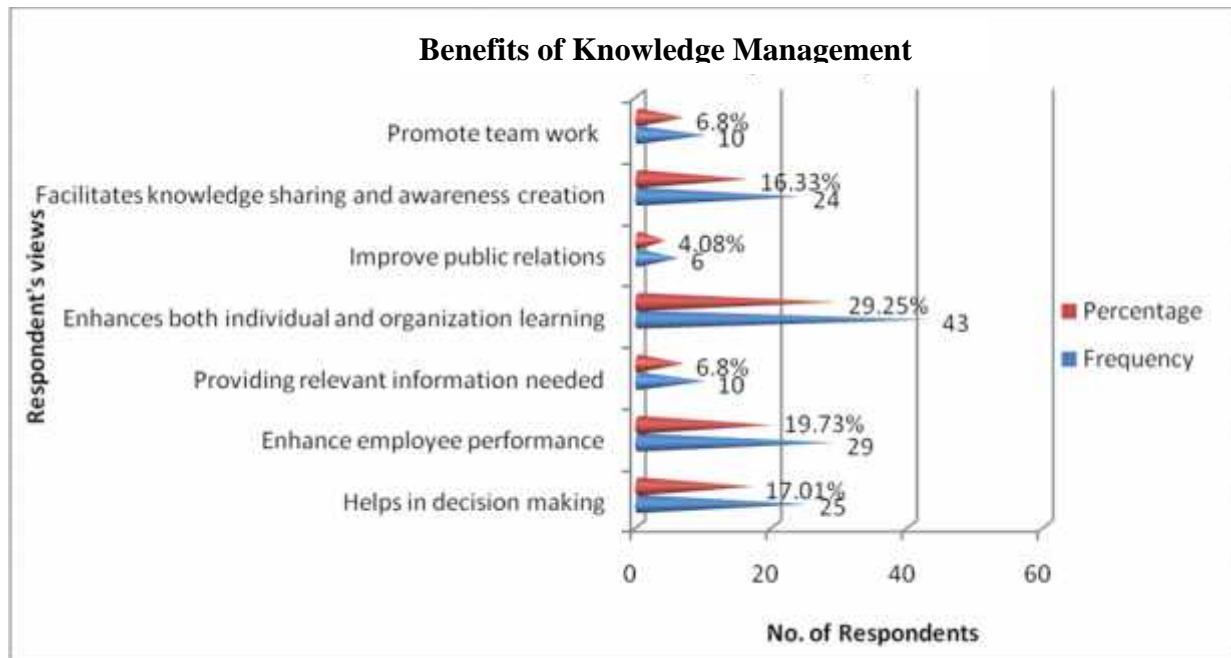 Benefits of Knowledge Management
Respondent's views
Promote team work
6.8%
10
Facilitates knowledge sharing and awareness creation
16.33%
24
Improve public relations
4.08%
6
Enhances both individual and organization learning
29.25%
43
Providing relevant information needed
6.8%
10
Enhance employee performance
19.73%
29
Helps in decision making
17.01%
25
Percentage
Frequency
0 20 40 60
No. of Respondents